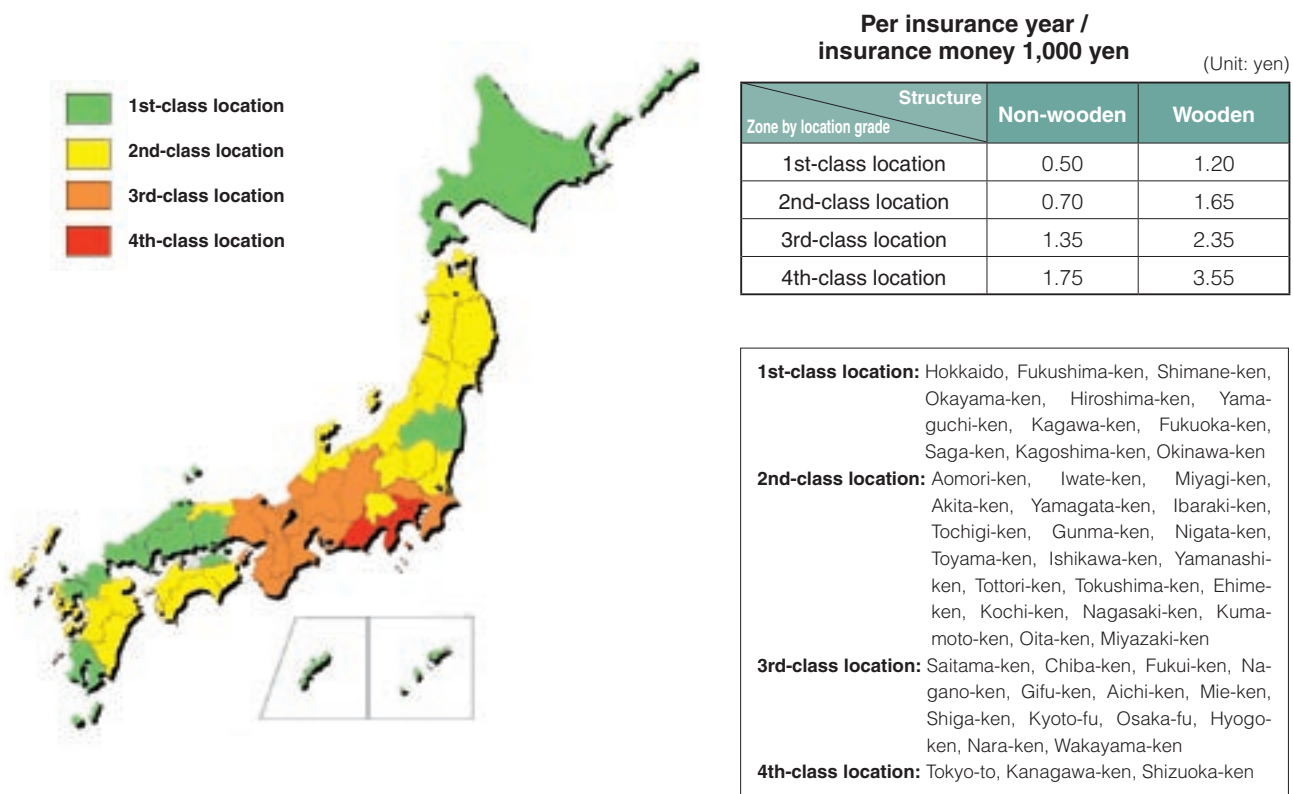 1st-class location
2nd-class location
3rd-class location
4th-class location
Per insurance year /
insurance money 1,000 yen
(Unit: yen)
Structure
Zone by location grade
Non-wooden
Wooden
1st-class location 0.50 1.20
2nd-class location 0.70 1.65
3rd-class location 1.35 2.35
4th-class location 1.75 3.55
1st-class location: Hokkaido, Fukushima-ken, Shimane-ken,
Okayama-ken, Hiroshima-ken, Yama-
guchi-ken, Kagawa-ken, Fukuoka-ken,
Saga-ken, Kagoshima-ken, Okinawa-ken
2nd-class location: Aomori-ken, Iwate-ken, Miyagi-ken,
Akita-ken, Yamagata-ken, Ibaraki-ken,
Tochigi-ken, Gunma-ken, Nigata-ken,
Toyama-ken, Ishikawa-ken, Yamanashi-
ken, Tottori-ken, Tokushima-ken, Ehime-
ken, Kochi-ken, Nagasaki-ken, Kuma-
moto-ken, Oita-ken, Miyazaki-ken
3rd-class location: Saitama-ken, Chiba-ken, Fukui-ken, Na-
gano-ken, Gifu-ken, Aichi-ken, Mie-ken,
Shiga-ken, Kyoto-fu, Osaka-fu, Hyogo-
ken, Nara-ken, Wakayama-ken
4th-class location: Tokyo-to, Kanagawa-ken, Shizuoka-ken